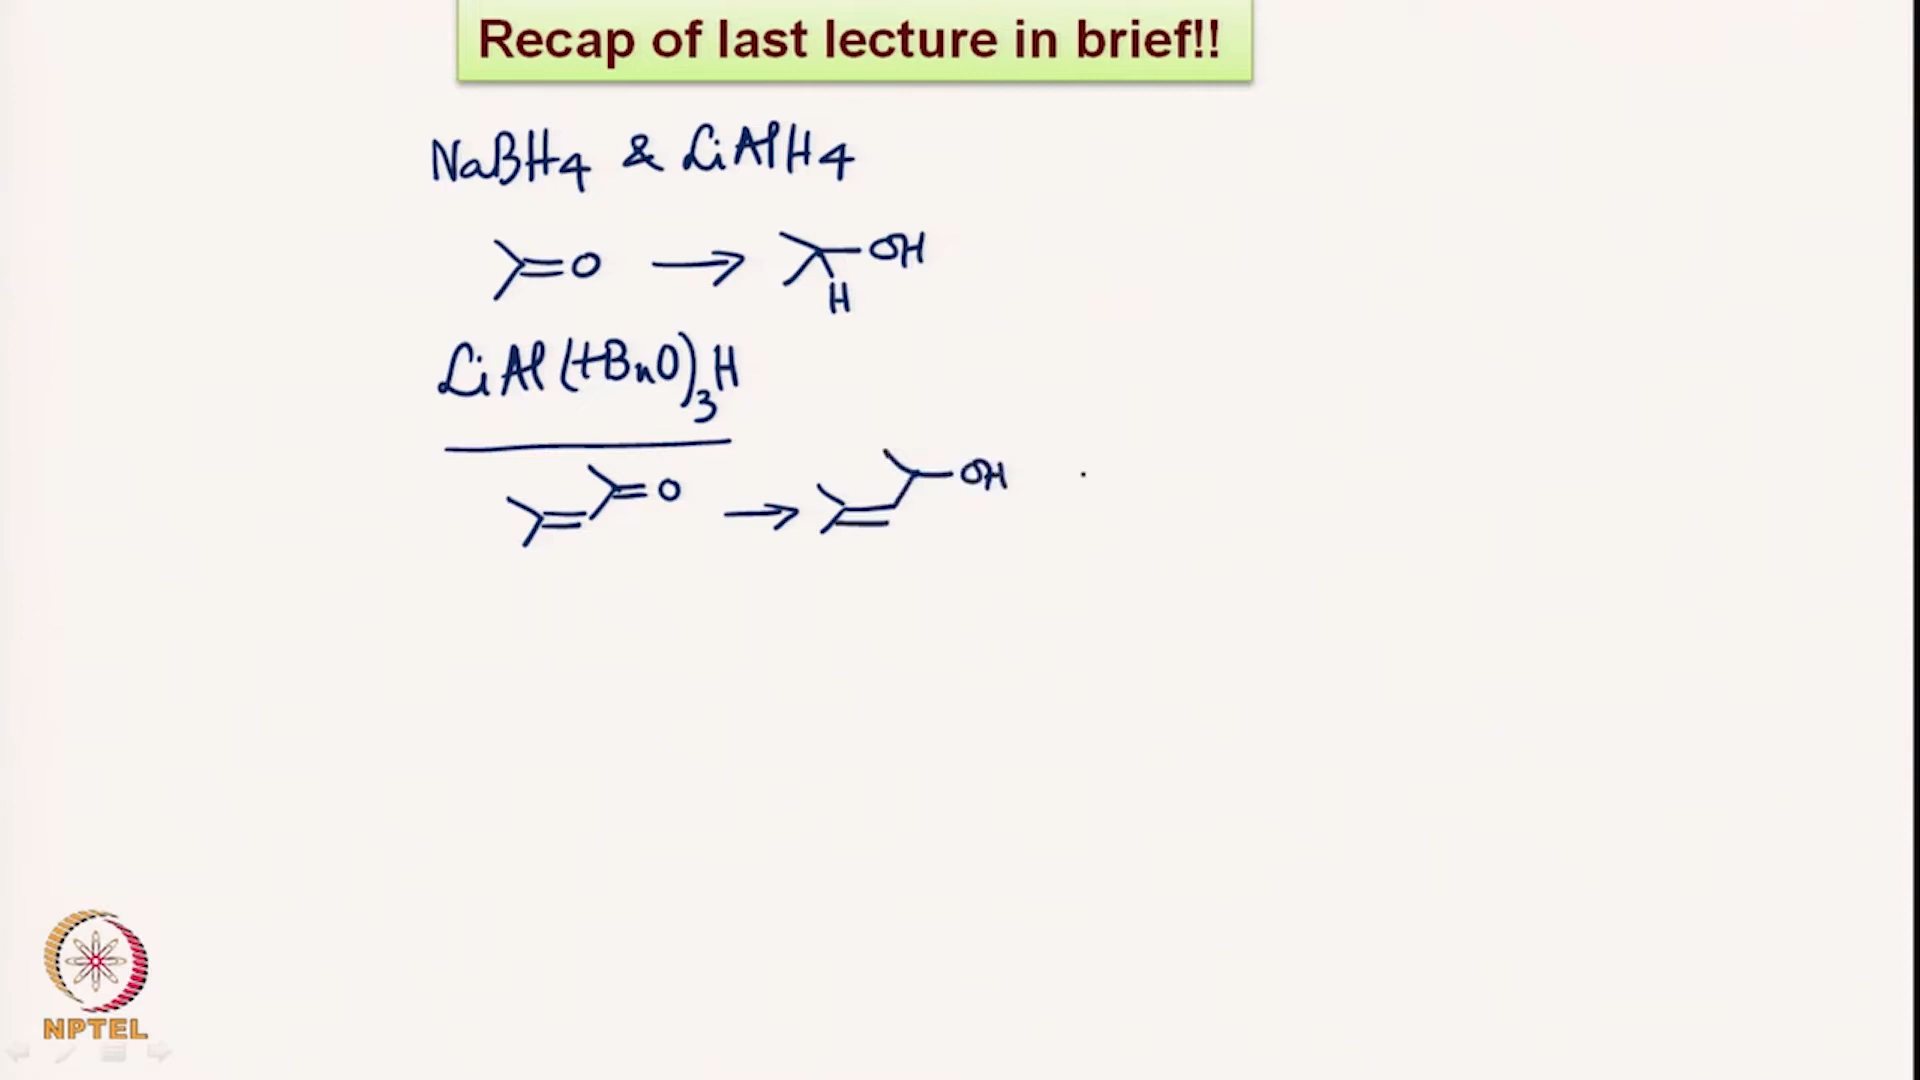 Recap of last lecture in brief!!
NaBH4 & LiAlH4
=O → OH
H
LiAl(tBuO)3H
=O → OH
NPTEL